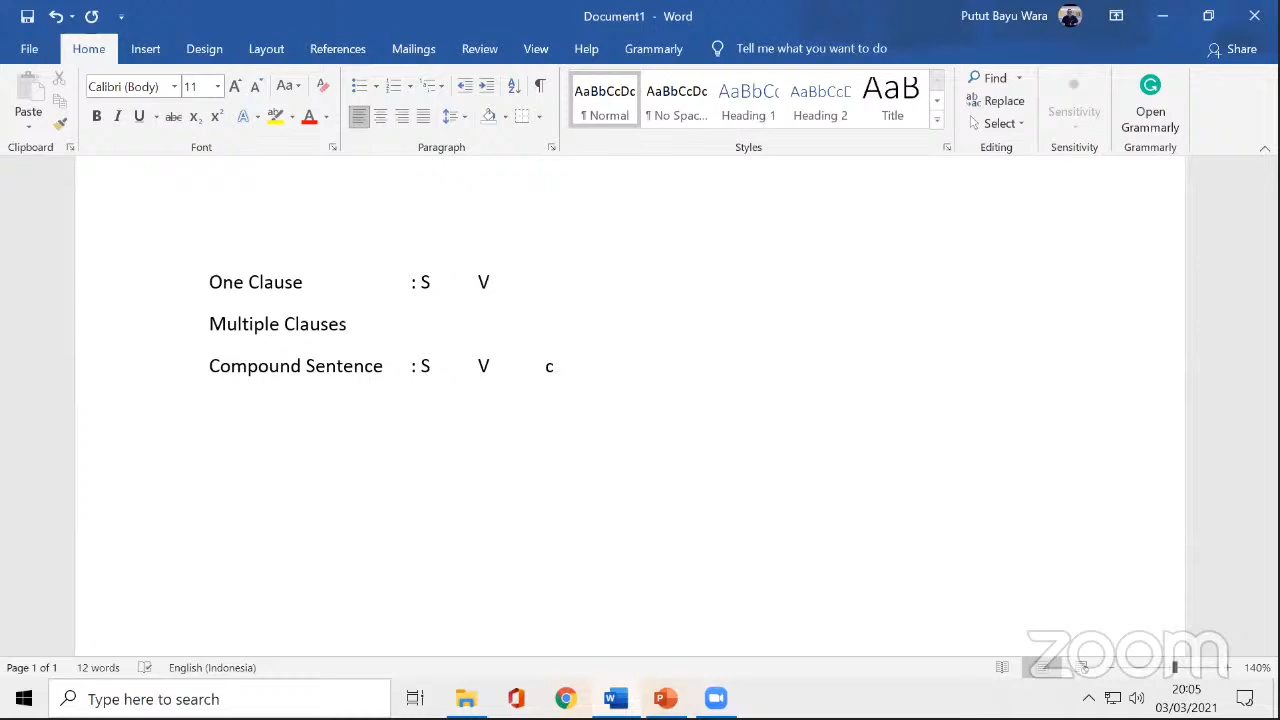 Document1 - Word
Putut Bayu Wara
File Home Insert Design Layout References Mailings Review View Help Grammarly Tell me what you want to do Share
Paste
Clipboard
Calibri (Body) 11
Font
Paragraph
AaBbCcDc AaBbCcDc AaBbCc AaBbCcE AaB
¶ Normal ¶ No Spac... Heading 1 Heading 2 Title
Styles
Find
Replace
Select
Editing
Sensitivity
Sensitivity
Open
Grammarly
Grammarly
One Clause : S V
Multiple Clauses
Compound Sentence : S V c
zoom
Page 1 of 1 12 words English (Indonesia) 140%
Type here to search
20:05
03/03/2021